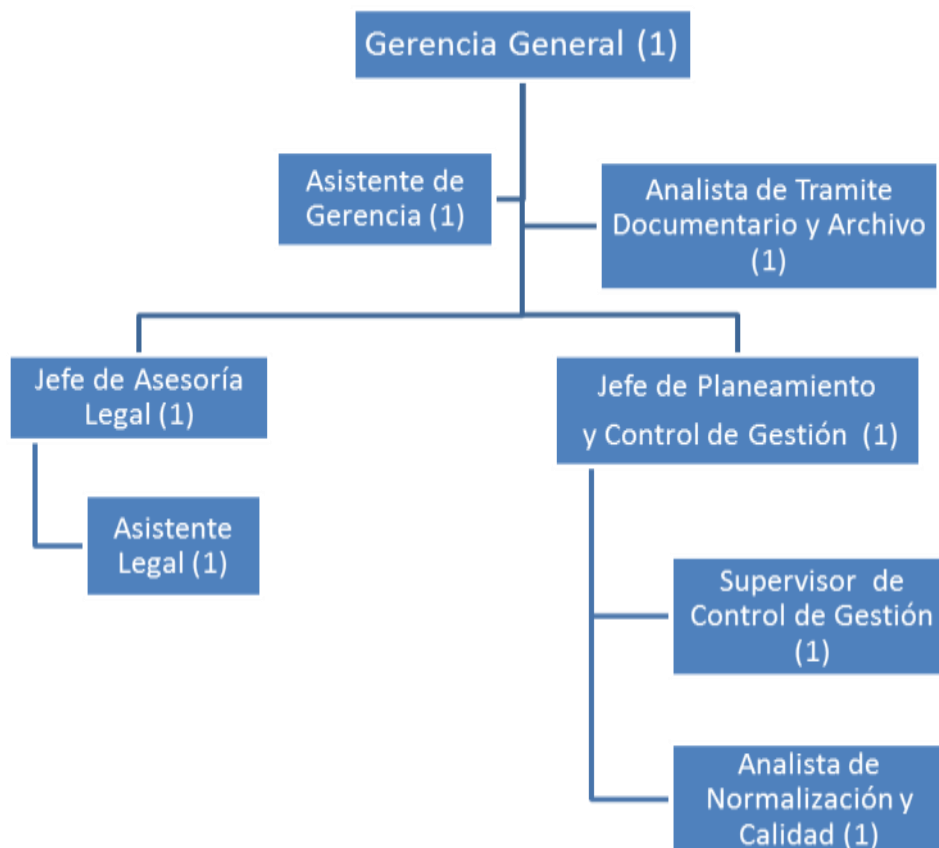 Gerencia General (1)
Asistente de
Gerencia (1)
Analista de Tramite
Documentario y Archivo
(1)
Jefe de Asesoría
Legal (1)
Jefe de Planeamiento
y Control de Gestión (1)
Asistente
Legal (1)
Supervisor de
Control de Gestión
(1)
Analista de
Normalización y
Calidad (1)